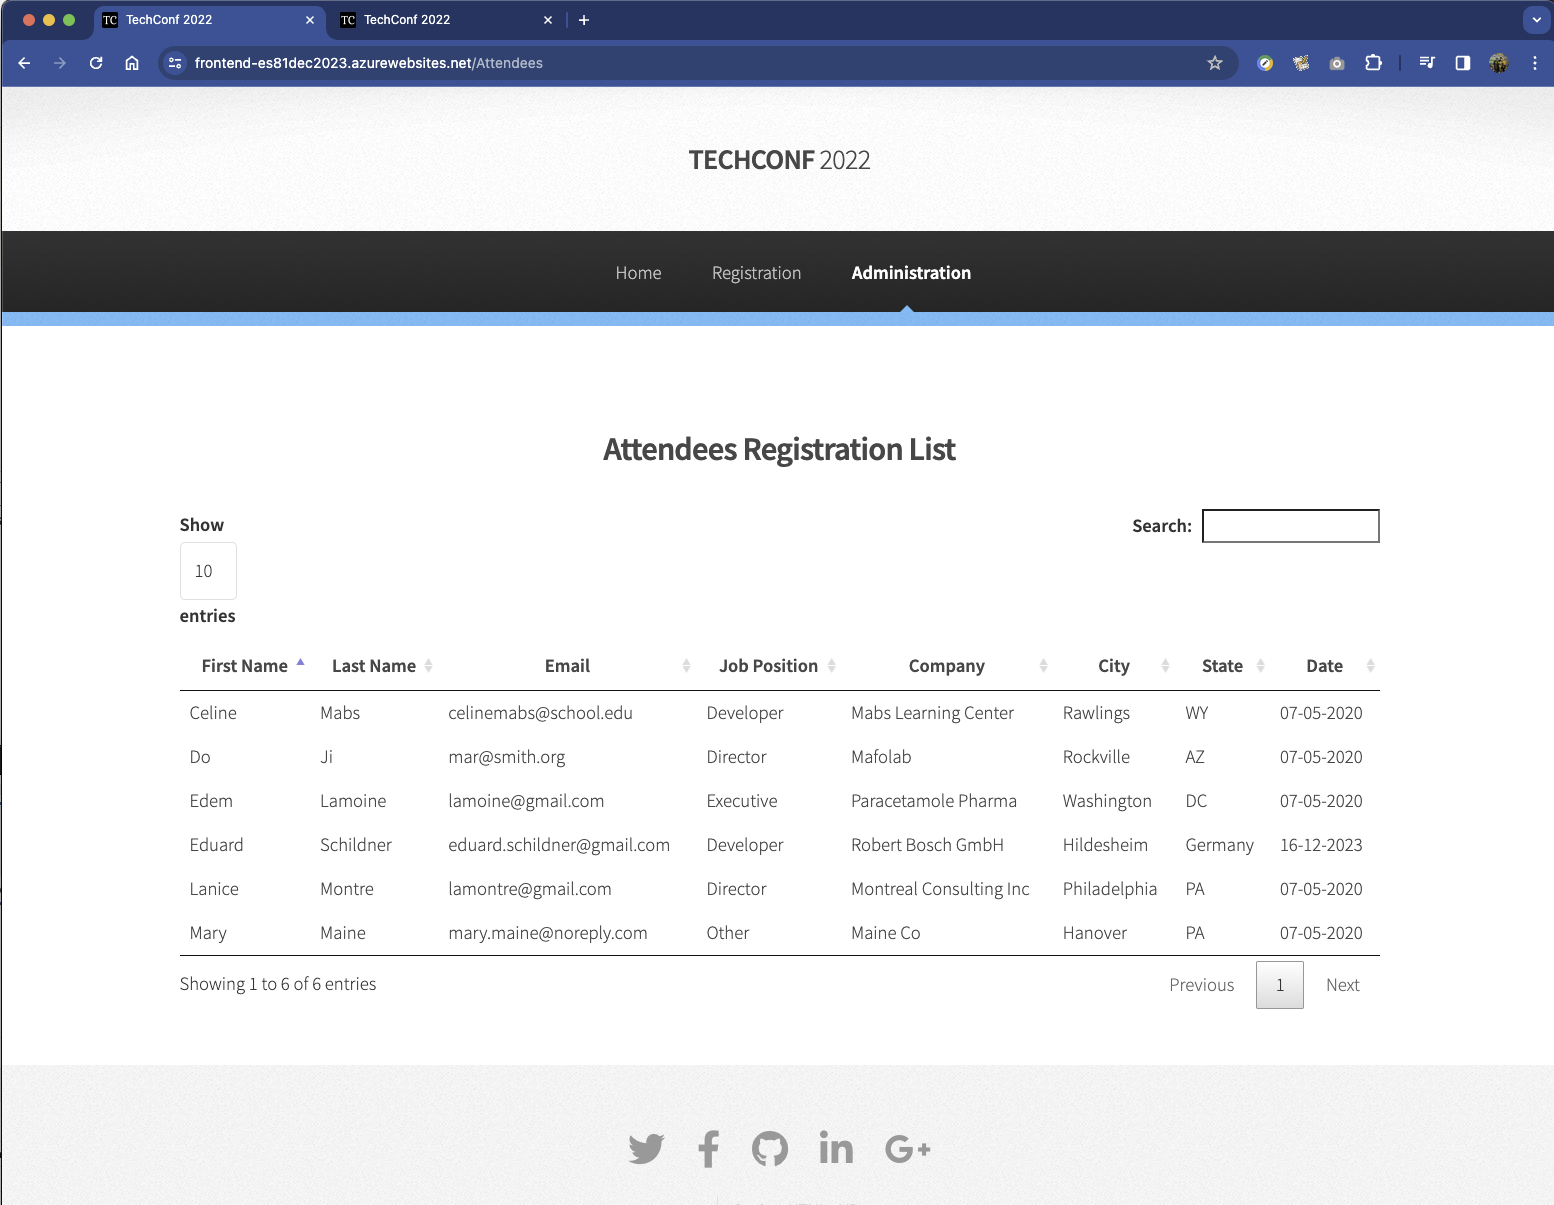 TC TechConf 2022 TC TechConf 2022
frontend-es81dec2023.azurewebsites.net/Attendees
TECHCONF 2022
Home Registration Administration
Attendees Registration List
Show
Search:
10
entries
First Name Last Name Email Job Position Company City State Date
Celine Mabs celinemabs@school.edu Developer Mabs Learning Center Rawlings WY 07-05-2020
Do Ji mar@smith.org Director Mafolab Rockville AZ 07-05-2020
Edem Lamoine lamoine@gmail.com Executive Paracetamole Pharma Washington DC 07-05-2020
Eduard Schildner eduard.schildner@gmail.com Developer Robert Bosch GmbH Hildesheim Germany 16-12-2023
Lanice Montre lamontre@gmail.com Director Montreal Consulting Inc Philadelphia PA 07-05-2020
Mary Maine mary.maine@noreply.com Other Maine Co Hanover PA 07-05-2020
Showing 1 to 6 of 6 entries Previous 1 Next